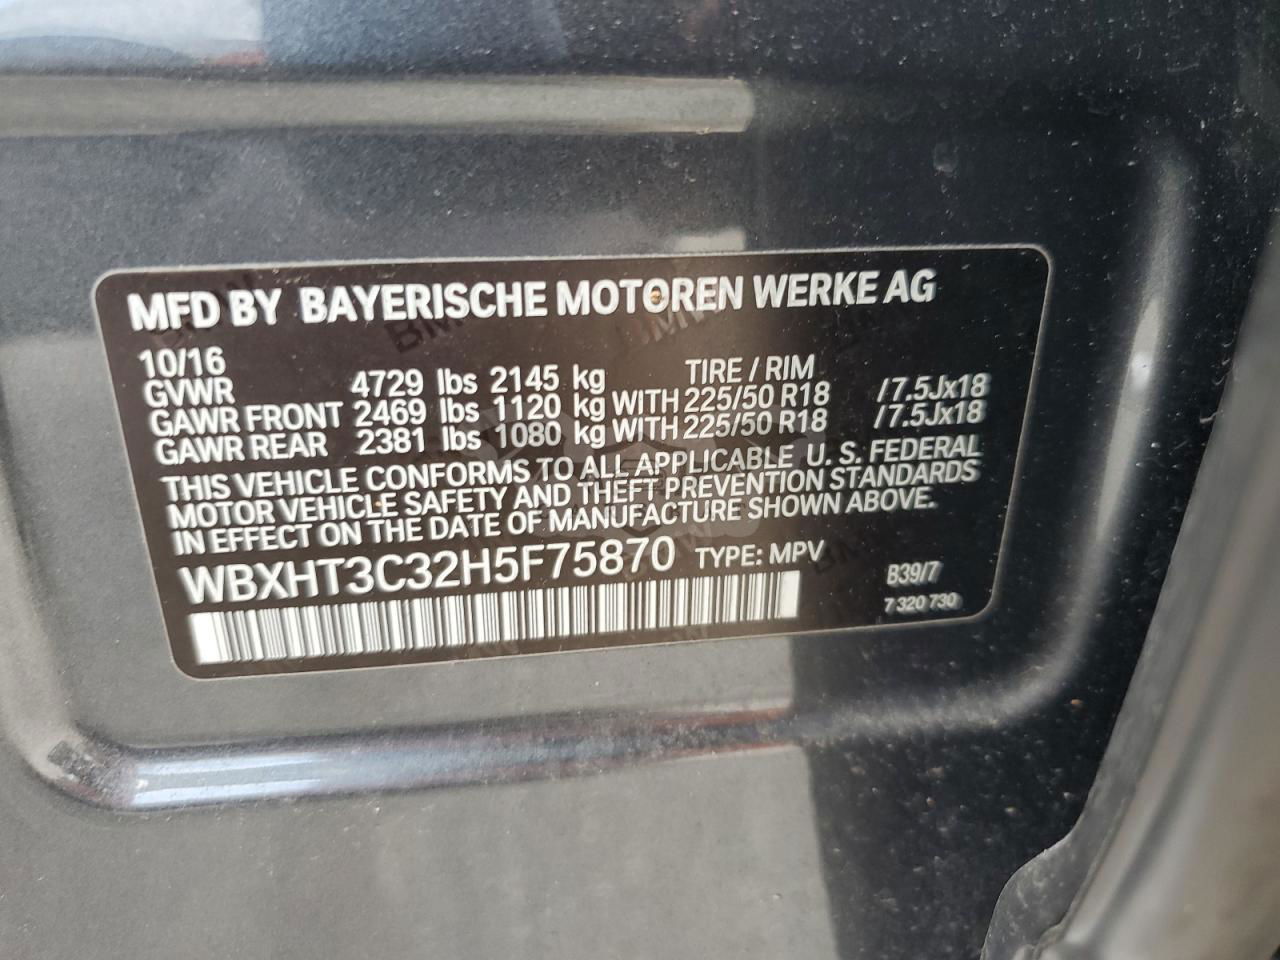 MFD BY BAYERISCHE MOTOREN WERKE AG
10/16 TIRE / RIM
GVWR 4729 lbs 2145 kg
GAWR FRONT 2469 lbs 1120 kg WITH 225/50 R18 /7.5Jx18
GAWR REAR 2381 lbs 1080 kg WITH 225/50 R18 /7.5Jx18
THIS VEHICLE CONFORMS TO ALL APPLICABLE U. S. FEDERAL
MOTOR VEHICLE SAFETY AND THEFT PREVENTION STANDARDS
IN EFFECT ON THE DATE OF MANUFACTURE SHOWN ABOVE.
WBXHT3C32H5F75870 TYPE: MPV
B39/7
7 320 730